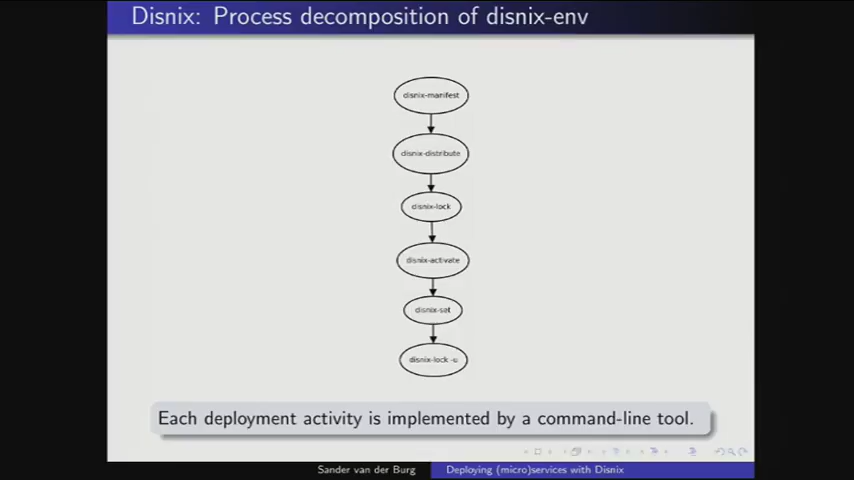 Disnix: Process decomposition of disnix-env
disnix-manifest
disnix-distribute
disnix-lock
disnix-activate
disnix-set
disnix-lock -u
Each deployment activity is implemented by a command-line tool.
Sander van der Burg
Deploying (micro)services with Disnix